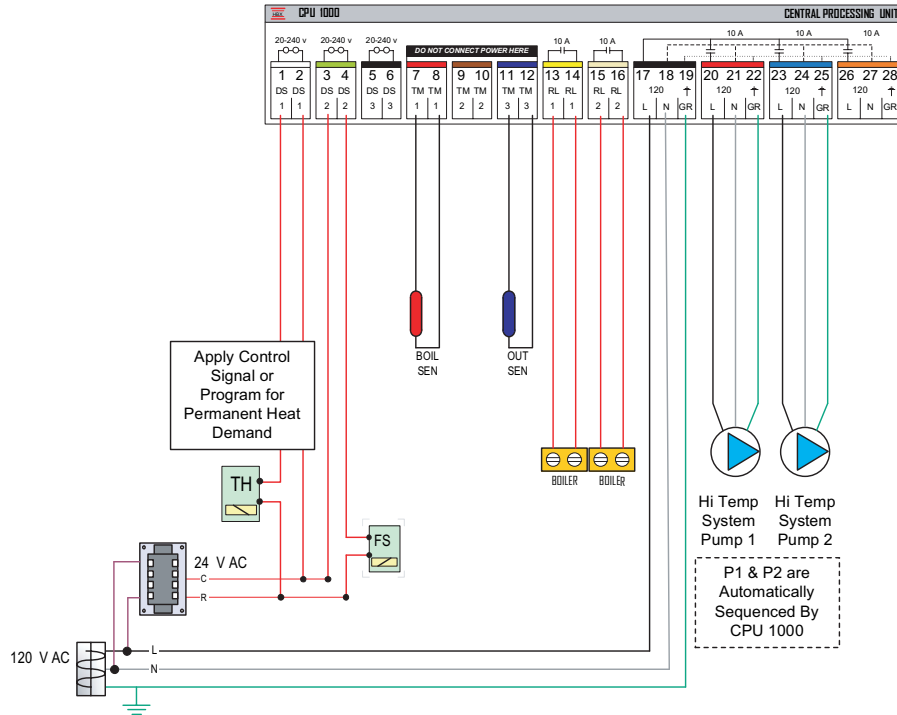 HBX CPU 1000 CENTRAL PROCESSING UNIT
20-240 v 20-240 v 20-240 v DO NOT CONNECT POWER HERE 10 A 10 A 10 A 10 A 10 A
1 2 3 4 5 6 7 8 9 10 11 12 13 14 15 16 17 18 19 20 21 22 23 24 25 26 27 28
DS DS DS DS DS DS TM TM TM TM TM TM RL RL RL RL 120 120 120 120
1 1 2 2 3 3 1 1 2 2 3 3 1 1 2 2 L N GR L N GR L N GR L N GR
BOIL
SEN
OUT
SEN
Apply Control
Signal or
Program for
Permanent Heat
Demand
TH
FS
BOILER BOILER
Hi Temp
System
Pump 1
Hi Temp
System
Pump 2
P1 & P2 are
Automatically
Sequenced By
CPU 1000
24 V AC
C
R
120 V AC
L
N